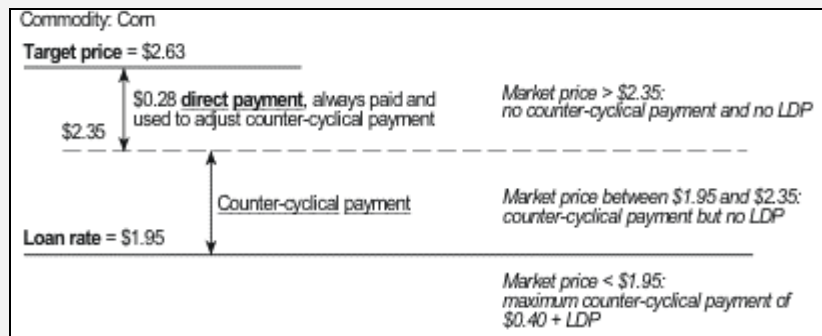 Commodity: Corn
Target price = $2.63
$0.28 direct payment, always paid and
used to adjust counter-cyclical payment
Market price > $2.35:
no counter-cyclical payment and no LDP
$2.35
Counter-cyclical payment
Market price between $1.95 and $2.35:
counter-cyclical payment but no LDP
Loan rate = $1.95
Market price < $1.95:
maximum counter-cyclical payment of
$0.40 + LDP